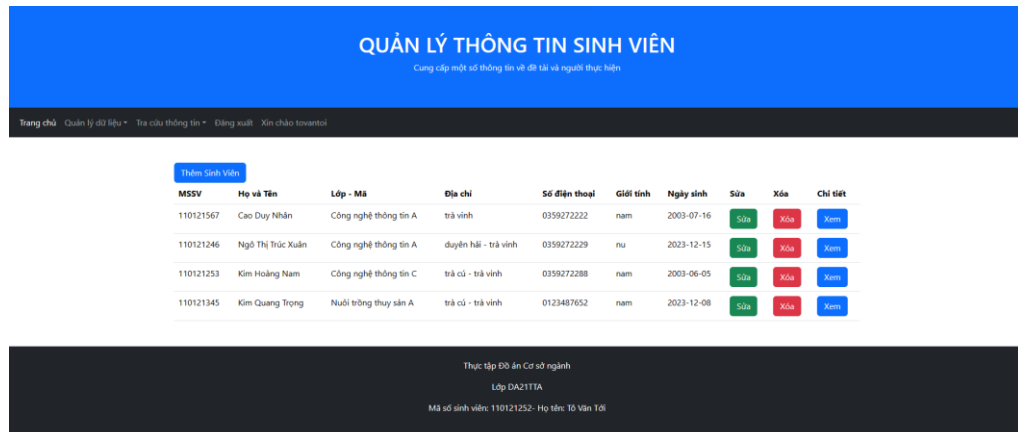 QUẢN LÝ THÔNG TIN SINH VIÊN
Cung cấp một số thông tin về đề tài và người thực hiện
Trang chủ Quản lý dữ liệu Tra cứu thông tin Đăng xuất Xin chào tovantoi
Thêm Sinh Viên
MSSV Họ và Tên Lớp - Mã Địa chỉ Số điện thoại Giới tính Ngày sinh Sửa Xóa Chi tiết
110121567 Cao Duy Nhân Công nghệ thông tin A trà vinh 0359272222 nam 2003-07-16 Sửa Xóa Xem
110121246 Ngô Thị Trúc Xuân Công nghệ thông tin A duyên hải - trà vinh 0359272229 nu 2023-12-15 Sửa Xóa Xem
110121253 Kim Hoàng Nam Công nghệ thông tin C trà cú - trà vinh 0359272288 nam 2003-06-05 Sửa Xóa Xem
110121345 Kim Quang Trọng Nuôi trồng thuy sản A trà cú - trà vinh 0123487652 nam 2023-12-08 Sửa Xóa Xem
Thực tập Đồ án Cơ sở ngành
Lớp DA21TTA
Mã số sinh viên: 110121252- Họ tên: Tô Văn Tới